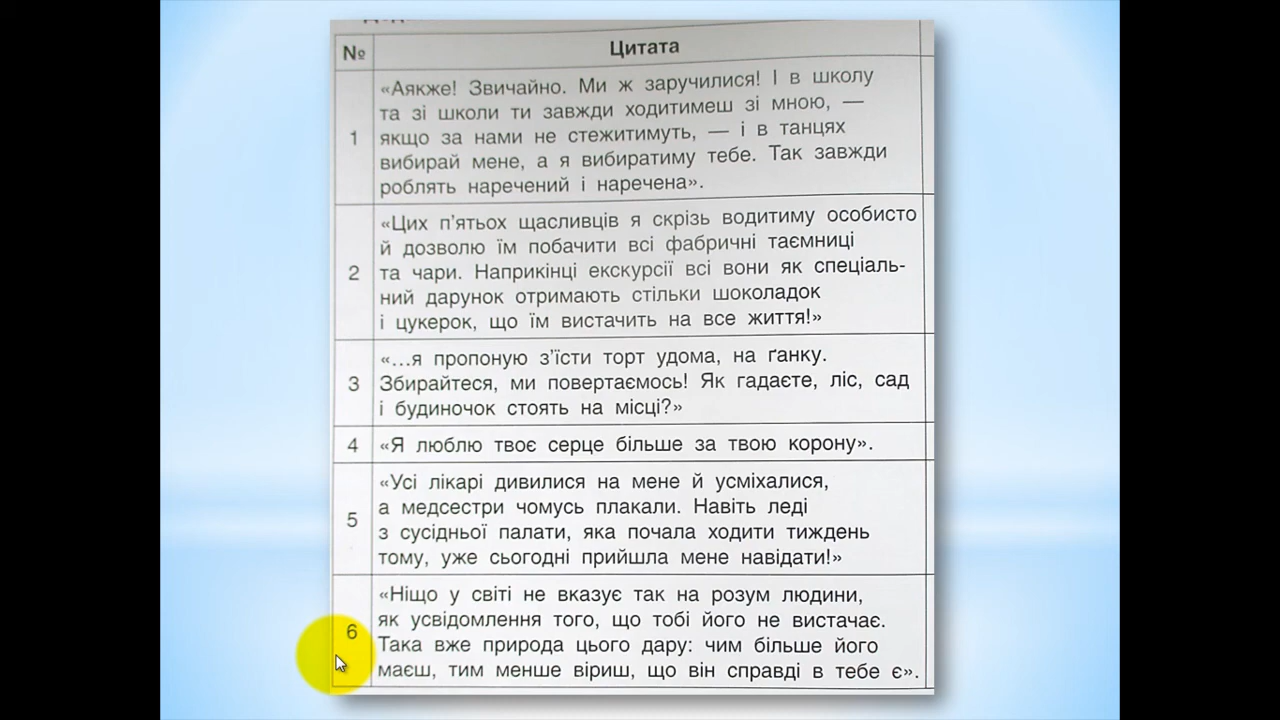 № Цитата
1
«Аякже! Звичайно. Ми ж заручилися! І в школу
та зі школи ти завжди ходитимеш зі мною, —
якщо за нами не стежитимуть, — і в танцях
вибирай мене, а я вибиратиму тебе. Так завжди
роблять наречений і наречена».
2
«Цих п’ятьох щасливців я скрізь водитиму особисто
й дозволю їм побачити всі фабричні таємниці
та чари. Наприкінці екскурсії всі вони як спеціаль-
ний дарунок отримають стільки шоколадок
і цукерок, що їм вистачить на все життя!»
3
«...я пропоную з’їсти торт удома, на ґанку.
Збирайтеся, ми повертаємось! Як гадаєте, ліс, сад
і будиночок стоять на місці?»
4 «Я люблю твоє серце більше за твою корону».
5
«Усі лікарі дивилися на мене й усміхалися,
а медсестри чомусь плакали. Навіть леді
з сусідньої палати, яка почала ходити тиждень
тому, уже сьогодні прийшла мене навідати!»
6
«Ніщо у світі не вказує так на розум людини,
як усвідомлення того, що тобі його не вистачає.
Така вже природа цього дару: чим більше його
маєш, тим менше віриш, що він справді в тебе є».